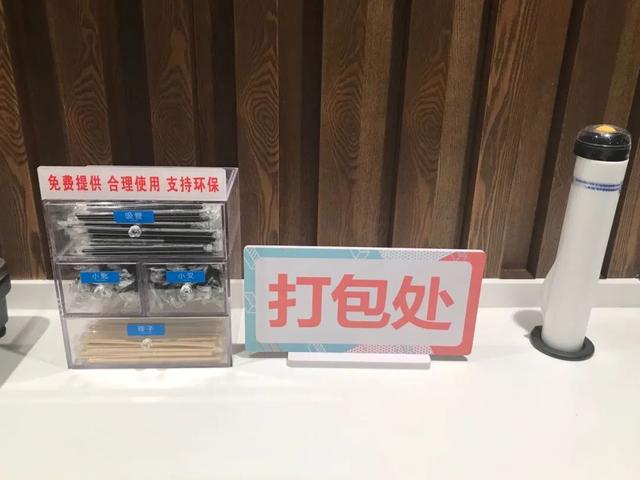 免费提供 合理使用 支持环保
吸管
小匙
小叉
筷子
打包处